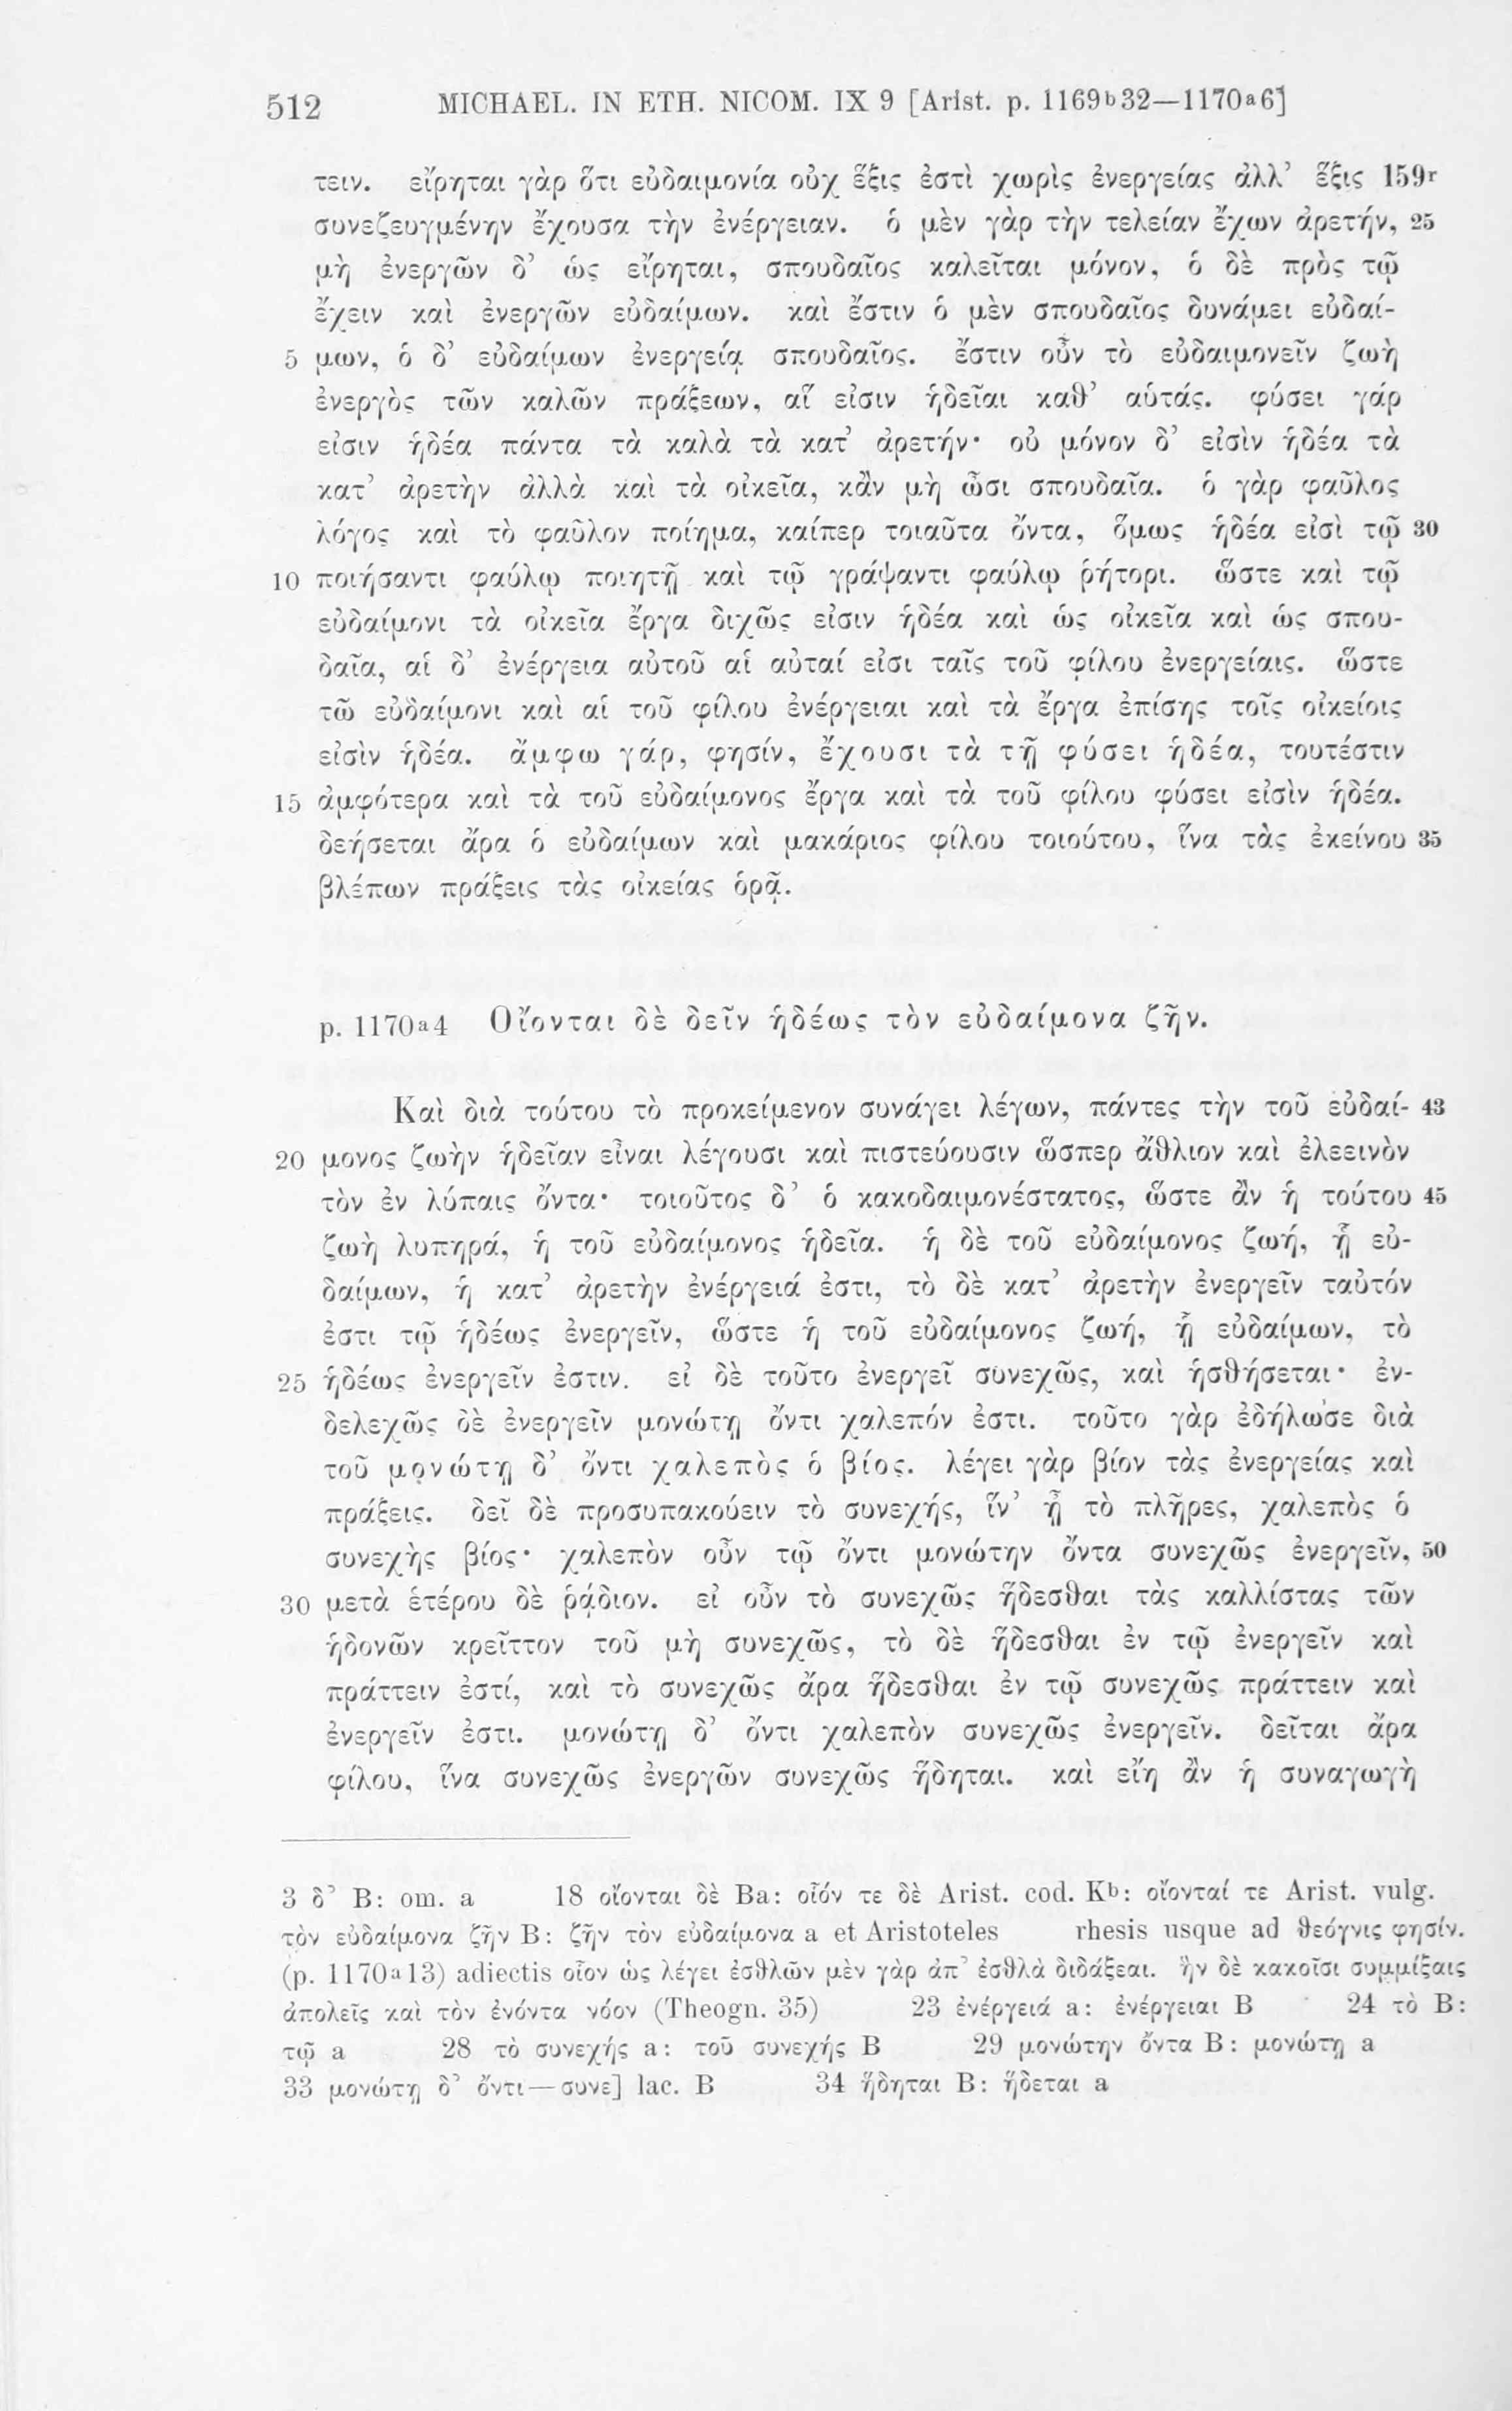 512 MICHAEL. IN ETH. NICOM. IX 9 [Arist. p. 1169b32—1170a6]
τειν. εἴρηται γὰρ ὅτι εὐδαιμονία οὐχ ἕξις ἐστὶ χωρὶς ἐνεργείας ἀλλ’ ἕξις 159r
συνεζευγμένην ἔχουσα τὴν ἐνέργειαν. ὁ μὲν γὰρ τὴν τελείαν ἔχων ἀρετήν, 25
μὴ ἐνεργῶν δ’ ὡς εἴρηται, σπουδαῖος καλεῖται μόνον, ὁ δὲ πρὸς τῷ
ἔχειν καὶ ἐνεργῶν εὐδαίμων. καὶ ἔστιν ὁ μὲν σπουδαῖος δυνάμει εὐδαί-
5 μων, ὁ δ’ εὐδαίμων ἐνεργείᾳ σπουδαῖος. ἔστιν οὖν τὸ εὐδαιμονεῖν ζωὴ
ἐνεργὸς τῶν καλῶν πράξεων, αἵ εἰσιν ἡδεῖαι καθ’ αὑτάς. φύσει γάρ
εἰσιν ἡδέα πάντα τὰ καλὰ τὰ κατ’ ἀρετήν· οὐ μόνον δ’ εἰσὶν ἡδέα τὰ
κατ’ ἀρετὴν ἀλλὰ καὶ τὰ οἰκεῖα, κἂν μὴ ὦσι σπουδαῖα. ὁ γὰρ φαῦλος
λόγος καὶ τὸ φαῦλον ποίημα, καίπερ τοιαῦτα ὄντα, ὅμως ἡδέα εἰσὶ τῷ 30
10 ποιήσαντι φαύλῳ ποιητῇ καὶ τῷ γράψαντι φαύλῳ ῥήτορι. ὥστε καὶ τῷ
εὐδαίμονι τὰ οἰκεῖα ἔργα διχῶς εἰσιν ἡδέα καὶ ὡς οἰκεῖα καὶ ὡς σπου-
δαῖα, αἱ δ’ ἐνέργεια αὐτοῦ αἱ αὐταί εἰσι ταῖς τοῦ φίλου ἐνεργείαις. ὥστε
τῶ εὐδαίμονι καὶ αἱ τοῦ φίλου ἐνέργειαι καὶ τὰ ἔργα ἐπίσης τοῖς οἰκείοις
εἰσὶν ἡδέα. ἄμφω γάρ, φησίν, ἔχουσι τὰ τῇ φύσει ἡδέα, τουτέστιν
15 ἀμφότερα καὶ τὰ τοῦ εὐδαίμονος ἔργα καὶ τὰ τοῦ φίλου φύσει εἰσὶν ἡδέα.
δεήσεται ἄρα ὁ εὐδαίμων καὶ μακάριος φίλου τοιούτου, ἵνα τὰς ἐκείνου 35
βλέπων πράξεις τὰς οἰκείας ὁρᾷ.
p. 1170a4 Οἴονται δὲ δεῖν ἡδέως τὸν εὐδαίμονα ζῆν.
Καὶ διὰ τούτου τὸ προκείμενον συνάγει λέγων, πάντες τὴν τοῦ εὐδαί- 43
20 μονος ζωὴν ἡδεῖαν εἶναι λέγουσι καὶ πιστεύουσιν ὥσπερ ἄθλιον καὶ ἐλεεινὸν
τὸν ἐν λύπαις ὄντα· τοιοῦτος δ’ ὁ κακοδαιμονέστατος, ὥστε ἂν ἡ τούτου 45
ζωὴ λυπηρά, ἡ τοῦ εὐδαίμονος ἡδεῖα. ἡ δὲ τοῦ εὐδαίμονος ζωή, ᾗ εὐ-
δαίμων, ἡ κατ’ ἀρετὴν ἐνέργειά ἐστι, τὸ δὲ κατ’ ἀρετὴν ἐνεργεῖν ταὐτόν
ἐστι τῷ ἡδέως ἐνεργεῖν, ὥστε ἡ τοῦ εὐδαίμονος ζωή, ᾗ εὐδαίμων, τὸ
25 ἡδέως ἐνεργεῖν ἐστιν. εἰ δὲ τοῦτο ἐνεργεῖ συνεχῶς, καὶ ἡσθήσεται· ἐν-
δελεχῶς δὲ ἐνεργεῖν μονώτῃ ὄντι χαλεπόν ἐστι. τοῦτο γὰρ ἐδήλωσε διὰ
τοῦ μονώτῃ δ’ ὄντι χαλεπὸς ὁ βίος. λέγει γὰρ βίον τὰς ἐνεργείας καὶ
πράξεις. δεῖ δὲ προσυπακούειν τὸ συνεχής, ἵν’ ᾖ τὸ πλῆρες, χαλεπὸς ὁ
συνεχὴς βίος· χαλεπὸν οὖν τῷ ὄντι μονώτην ὄντα συνεχῶς ἐνεργεῖν, 50
30 μετὰ ἑτέρου δὲ ῥᾴδιον. εἰ οὖν τὸ συνεχῶς ἥδεσθαι τὰς καλλίστας τῶν
ἡδονῶν κρεῖττον τοῦ μὴ συνεχῶς, τὸ δὲ ἥδεσθαι ἐν τῷ ἐνεργεῖν καὶ
πράττειν ἐστί, καὶ τὸ συνεχῶς ἄρα ἥδεσθαι ἐν τῷ συνεχῶς πράττειν καὶ
ἐνεργεῖν ἐστι. μονώτῃ δ’ ὄντι χαλεπὸν συνεχῶς ἐνεργεῖν. δεῖται ἄρα
φίλου, ἵνα συνεχῶς ἐνεργῶν συνεχῶς ἥδηται. καὶ εἴη ἂν ἡ συναγωγὴ
3 δ’ B: om. a 18 οἴονται δὲ Ba: οἷόν τε δὲ Arist. cod. Kb: οἴονταί τε Arist. vulg.
τὸν εὐδαίμονα ζῆν B: ζῆν τὸν εὐδαίμονα a et Aristoteles rhesis usque ad θεόγνις φησίν.
(p. 1170a13) adiectis οἷον ὡς λέγει ἐσθλῶν μὲν γὰρ ἀπ’ ἐσθλὰ διδάξεαι. ἢν δὲ κακοῖσι συμμίξαις
ἀπολεῖς καὶ τὸν ἐνόντα νόον (Theogn. 35) 23 ἐνέργειά a: ἐνέργειαι B 24 τὸ B:
τῷ a 28 τὸ συνεχής a: τοῦ συνεχής B 29 μονώτην ὄντα B: μονώτῃ a
33 μονώτῃ δ’ ὄντι—συνε] lac. B 34 ἥδηται B: ἥδεται a